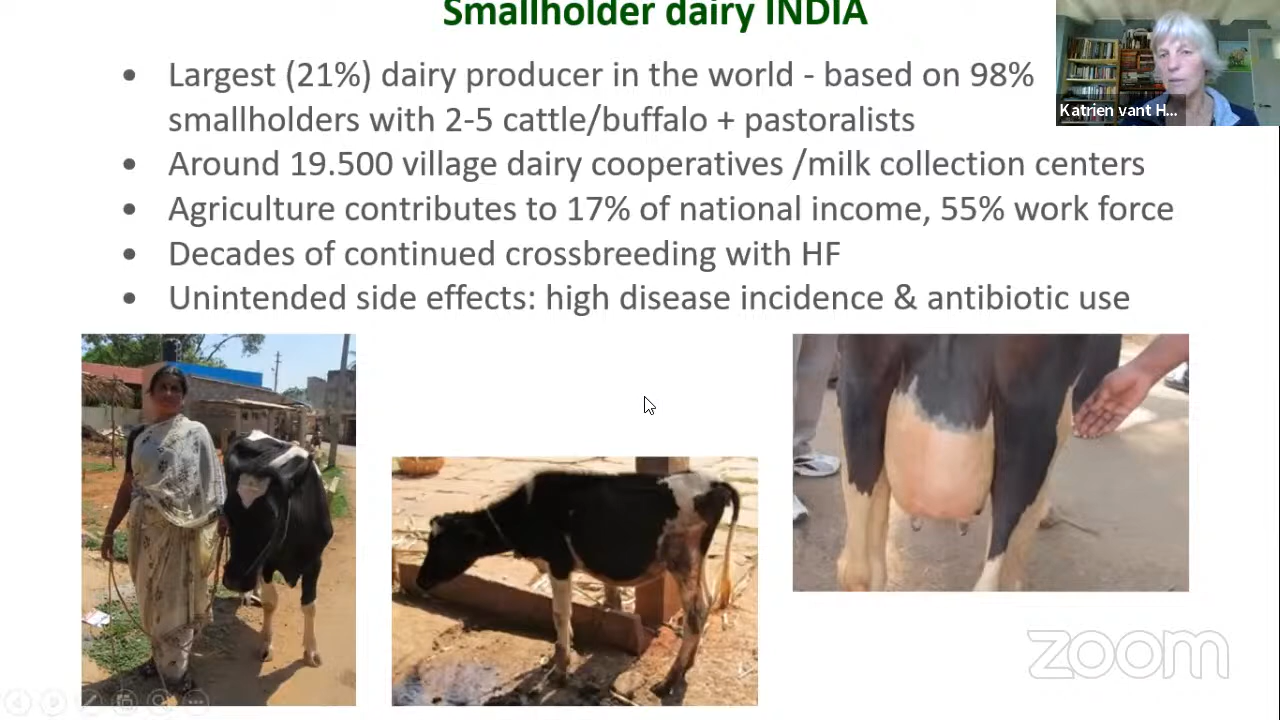 Smallholder dairy INDIA
Katrien vant H...
• Largest (21%) dairy producer in the world - based on 98%
smallholders with 2-5 cattle/buffalo + pastoralists
• Around 19.500 village dairy cooperatives /milk collection centers
• Agriculture contributes to 17% of national income, 55% work force
• Decades of continued crossbreeding with HF
• Unintended side effects: high disease incidence & antibiotic use
zoom